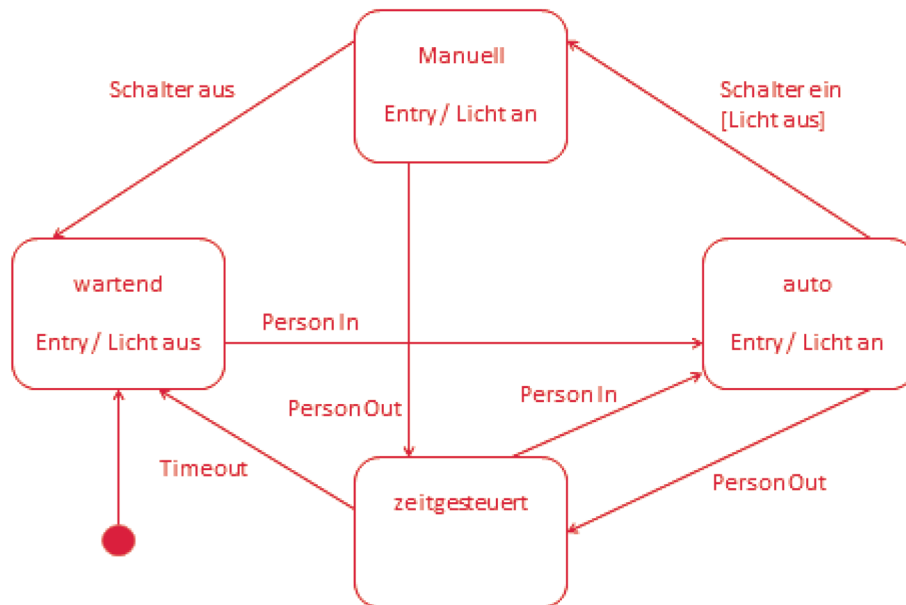 Manuell
Entry / Licht an
Schalter aus
Schalter ein
[Licht aus]
wartend
Entry / Licht aus
auto
Entry / Licht an
Person In
Person In
Person Out
Timeout
Person Out
zeitgesteuert